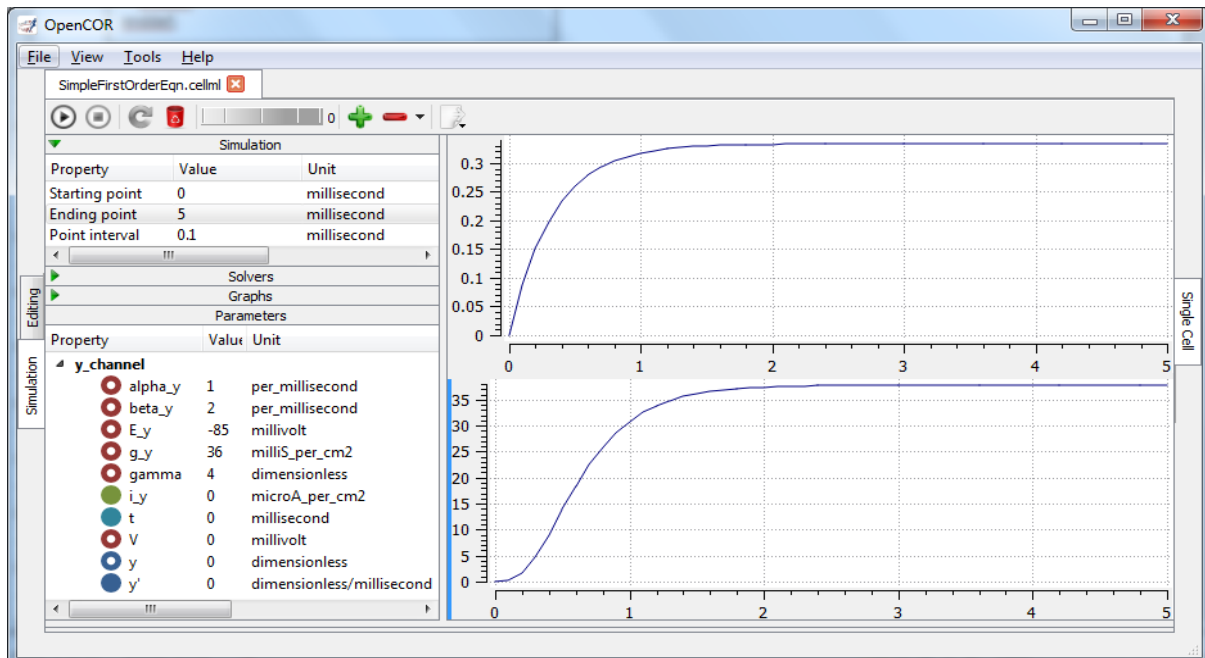 OpenCOR
File View Tools Help
SimpleFirstOrderEqn.cellml
0
Simulation
Property Value Unit
Starting point 0 millisecond
Ending point 5 millisecond
Point interval 0.1 millisecond
Solvers
Graphs
Parameters
Property Value Unit
y_channel
alpha_y 1 per_millisecond
beta_y 2 per_millisecond
E_y -85 millivolt
g_y 36 milliS_per_cm2
gamma 4 dimensionless
i_y 0 microA_per_cm2
t 0 millisecond
V 0 millivolt
y 0 dimensionless
y' 0 dimensionless/millisecond
Editing
Simulation
0.3
0.25
0.2
0.15
0.1
0.05
0
0 1 2 3 4 5
35
30
25
20
15
10
5
0
0 1 2 3 4 5
Single Cell